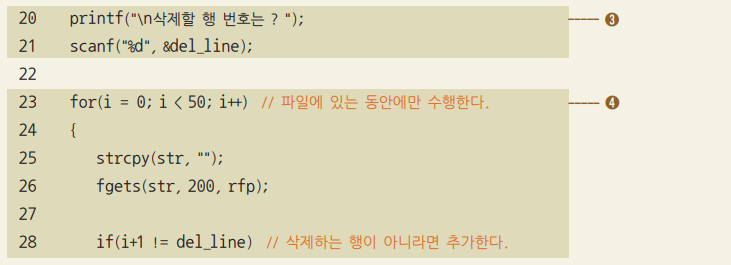 20 printf("\n삭제할 행 번호는 ? "); ----- ❸
21 scanf("%d", &del_line);
22
23 for(i = 0; i < 50; i++) // 파일에 있는 동안에만 수행한다. ----- ❹
24 {
25 strcpy(str, "");
26 fgets(str, 200, rfp);
27
28 if(i+1 != del_line) // 삭제하는 행이 아니라면 추가한다.